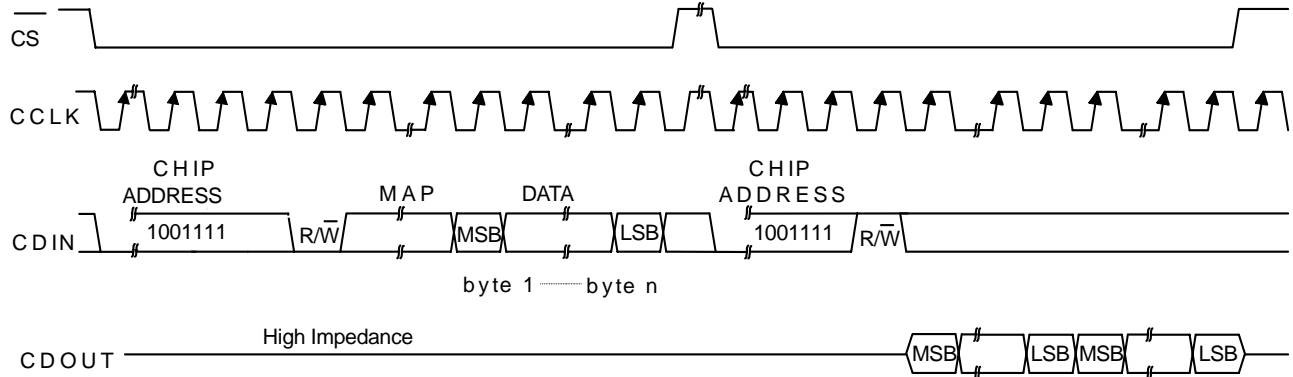 CS
CCLK
CHIP
ADDRESS
MAP
DATA
CHIP
ADDRESS
CDIN
1001111
R/W
MSB
LSB
1001111
R/W
byte 1 byte n
High Impedance
CDOUT
MSB
LSB
MSB
LSB